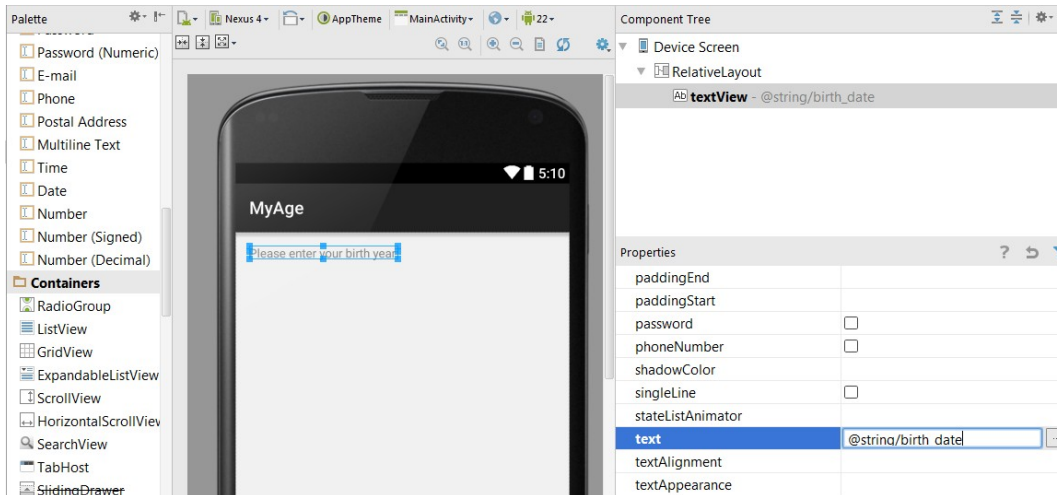 Palette
Nexus 4
AppTheme
MainActivity
22
Component Tree
Password (Numeric)
E-mail
Phone
Postal Address
Multiline Text
Time
Date
Number
Number (Signed)
Number (Decimal)
Containers
RadioGroup
ListView
GridView
ExpandableListView
ScrollView
HorizontalScrollView
SearchView
TabHost
SlidingDrawer
5:10
MyAge
Please enter your birth year
Device Screen
RelativeLayout
Ab textView - @string/birth_date
Properties
?
paddingEnd
paddingStart
password
phoneNumber
shadowColor
singleLine
stateListAnimator
text @string/birth_date
textAlignment
textAppearance